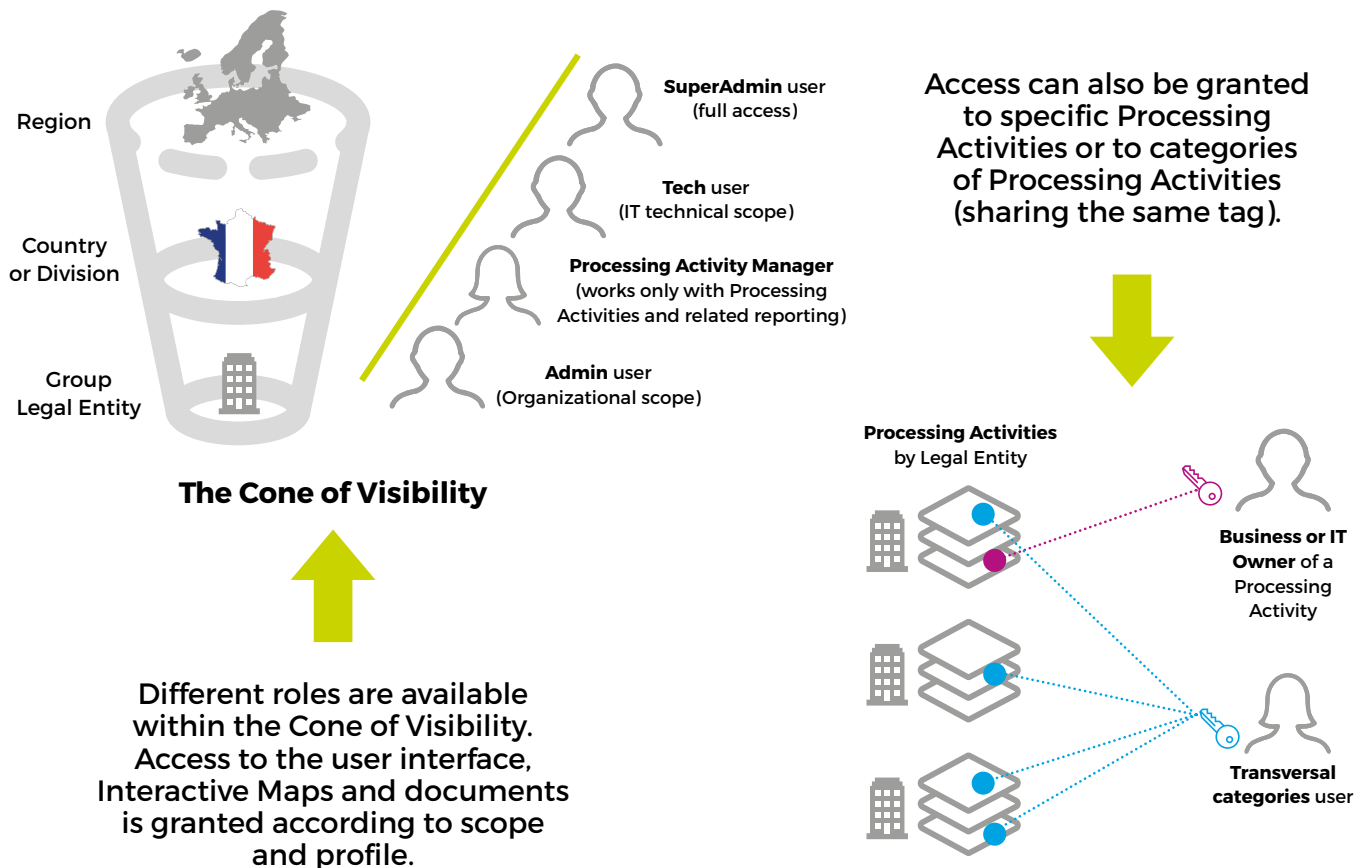 Region
Country
or Division
Group
Legal Entity
The Cone of Visibility
SuperAdmin user
(full access)
Tech user
(IT technical scope)
Processing Activity Manager
(works only with Processing
Activities and related reporting)
Admin user
(Organizational scope)
Different roles are available
within the Cone of Visibility.
Access to the user interface,
Interactive Maps and documents
is granted according to scope
and profile.
Access can also be granted
to specific Processing
Activities or to categories
of Processing Activities
(sharing the same tag).
Processing Activities
by Legal Entity
Business or IT
Owner of a
Processing
Activity
Transversal
categories user